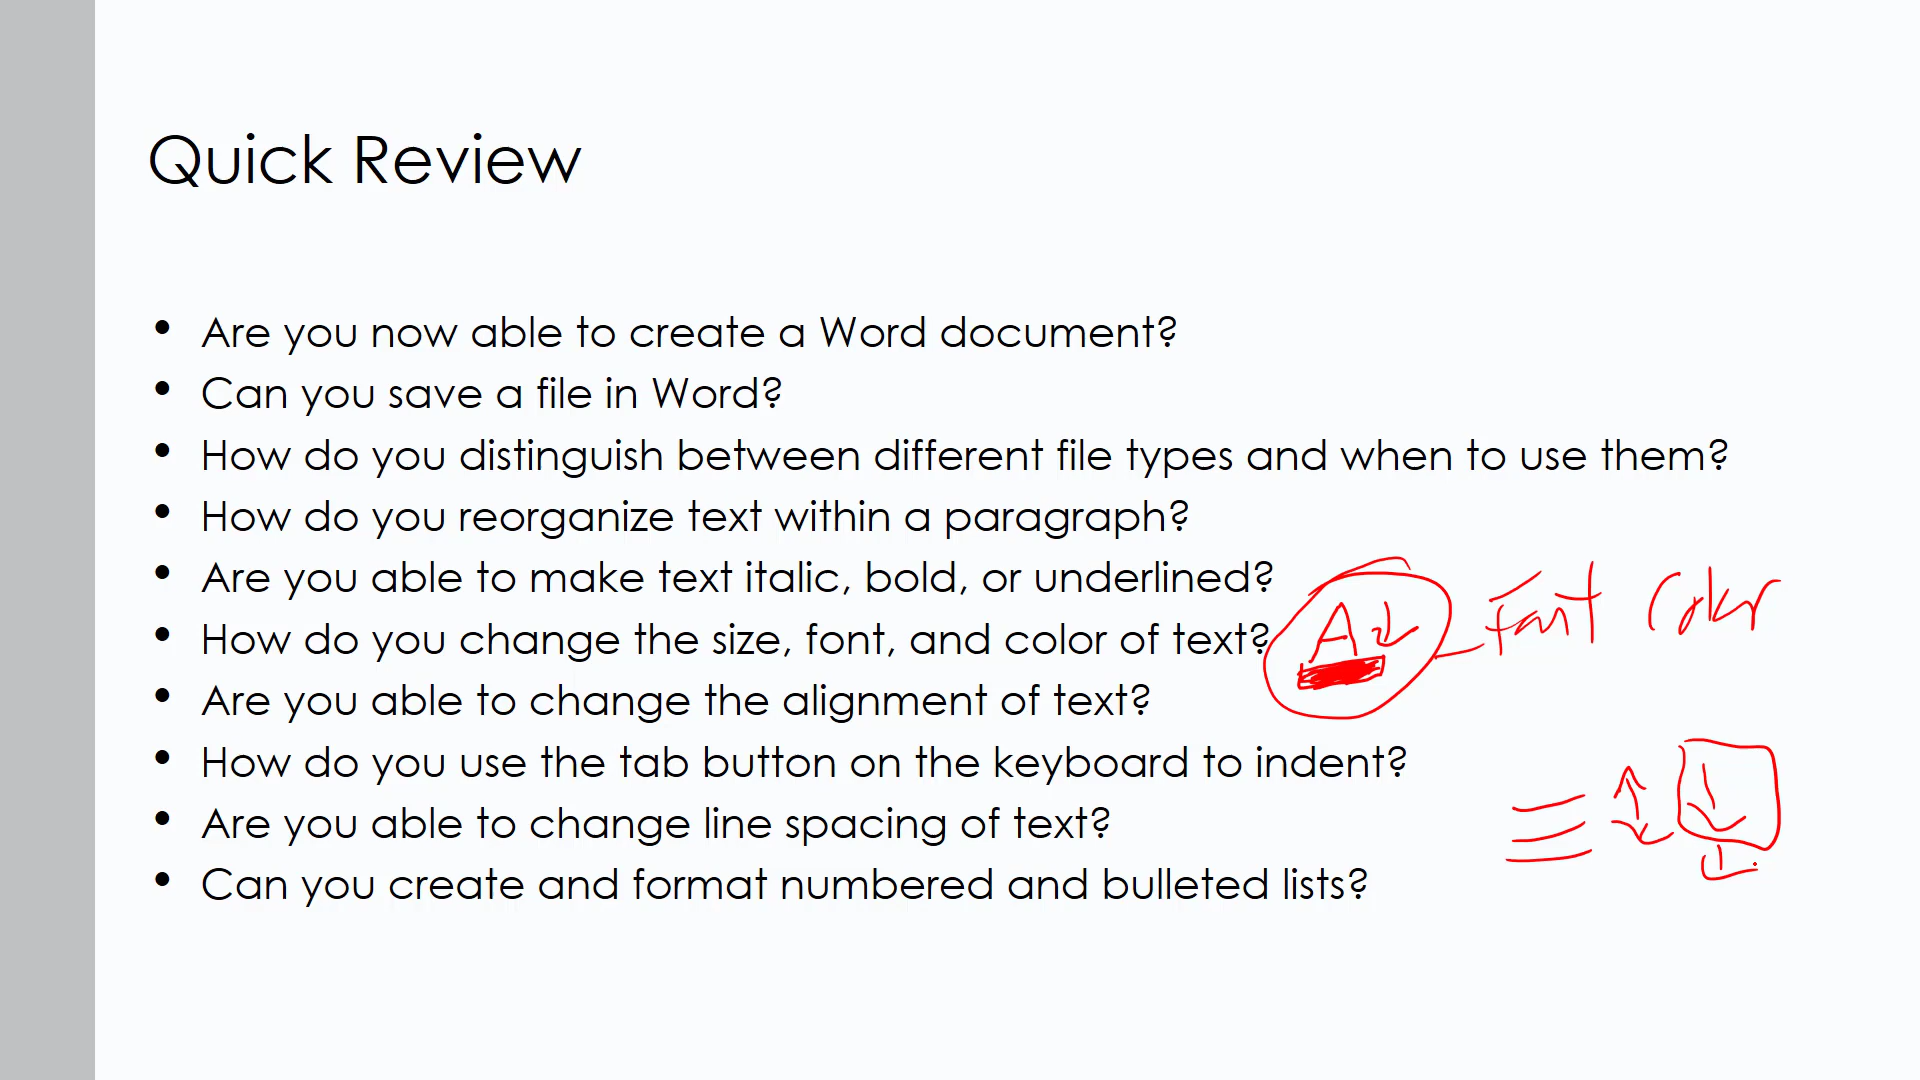 Quick Review
• Are you now able to create a Word document?
• Can you save a file in Word?
• How do you distinguish between different file types and when to use them?
• How do you reorganize text within a paragraph?
• Are you able to make text italic, bold, or underlined?
• How do you change the size, font, and color of text?
A Font Color
• Are you able to change the alignment of text?
• How do you use the tab button on the keyboard to indent?
• Are you able to change line spacing of text?
• Can you create and format numbered and bulleted lists?